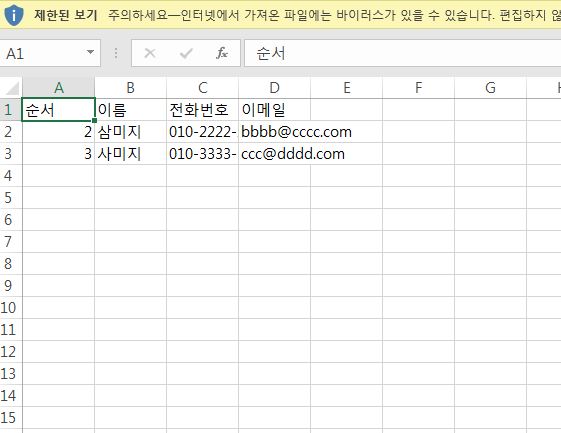 제한된 보기 주의하세요—인터넷에서 가져온 파일에는 바이러스가 있을 수 있습니다. 편집하지 않
A1 fx 순서
A B C D E F G H
1 순서 이름 전화번호 이메일
2 2 삼미지 010-2222- bbbb@cccc.com
3 3 사미지 010-3333- ccc@dddd.com
4
5
6
7
8
9
10
11
12
13
14
15